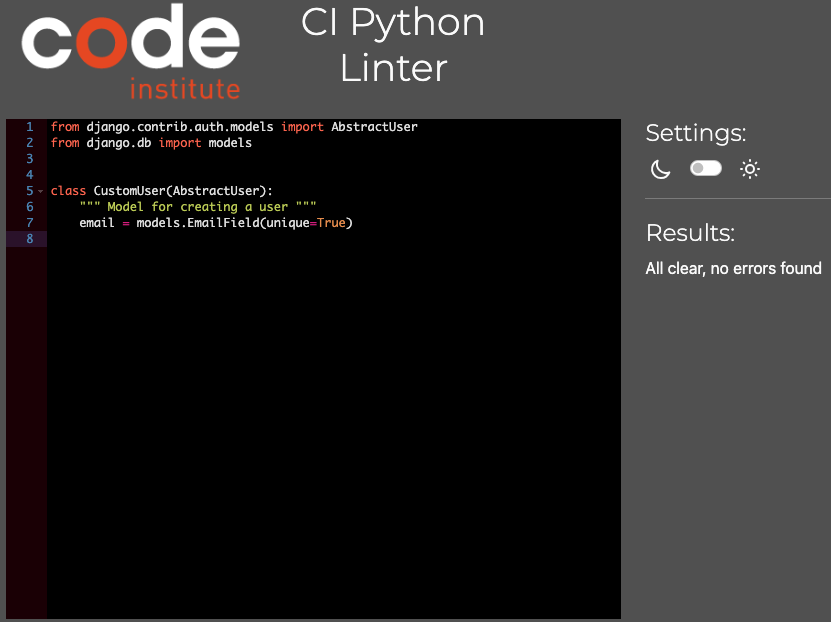 code
institute
CI Python
Linter
1 from django.contrib.auth.models import AbstractUser
2 from django.db import models
3
4
5 class CustomUser(AbstractUser):
6     """ Model for creating a user """
7     email = models.EmailField(unique=True)
8
Settings:
Results:
All clear, no errors found